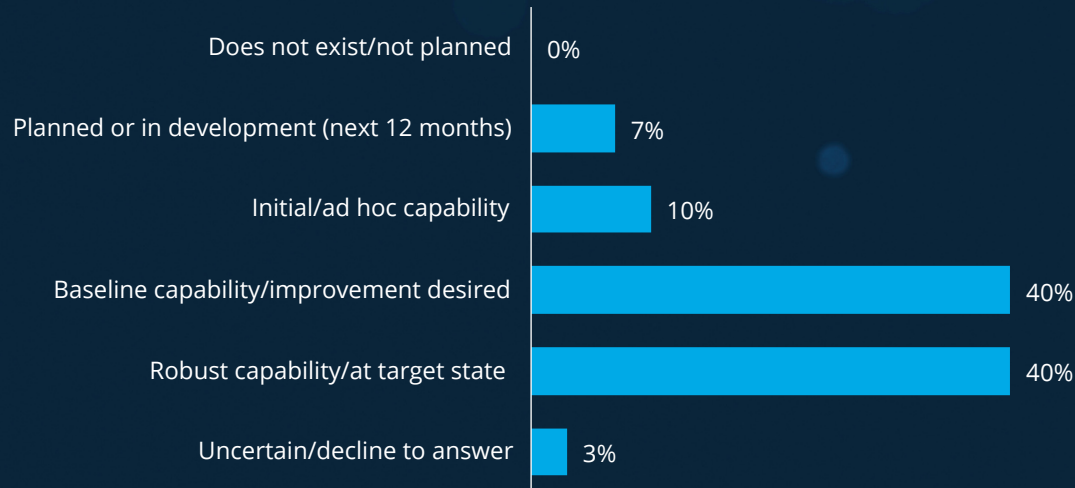 Does not exist/not planned 0%
Planned or in development (next 12 months) 7%
Initial/ad hoc capability 10%
Baseline capability/improvement desired 40%
Robust capability/at target state 40%
Uncertain/decline to answer 3%